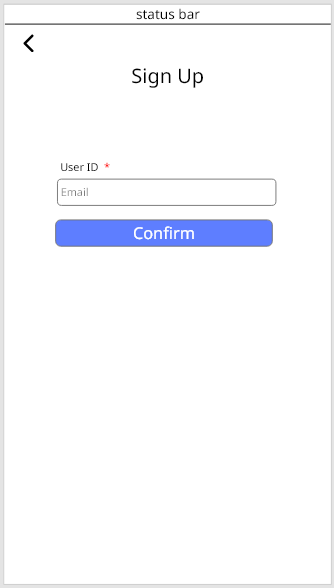 status bar
Sign Up
User ID *
Email
Confirm